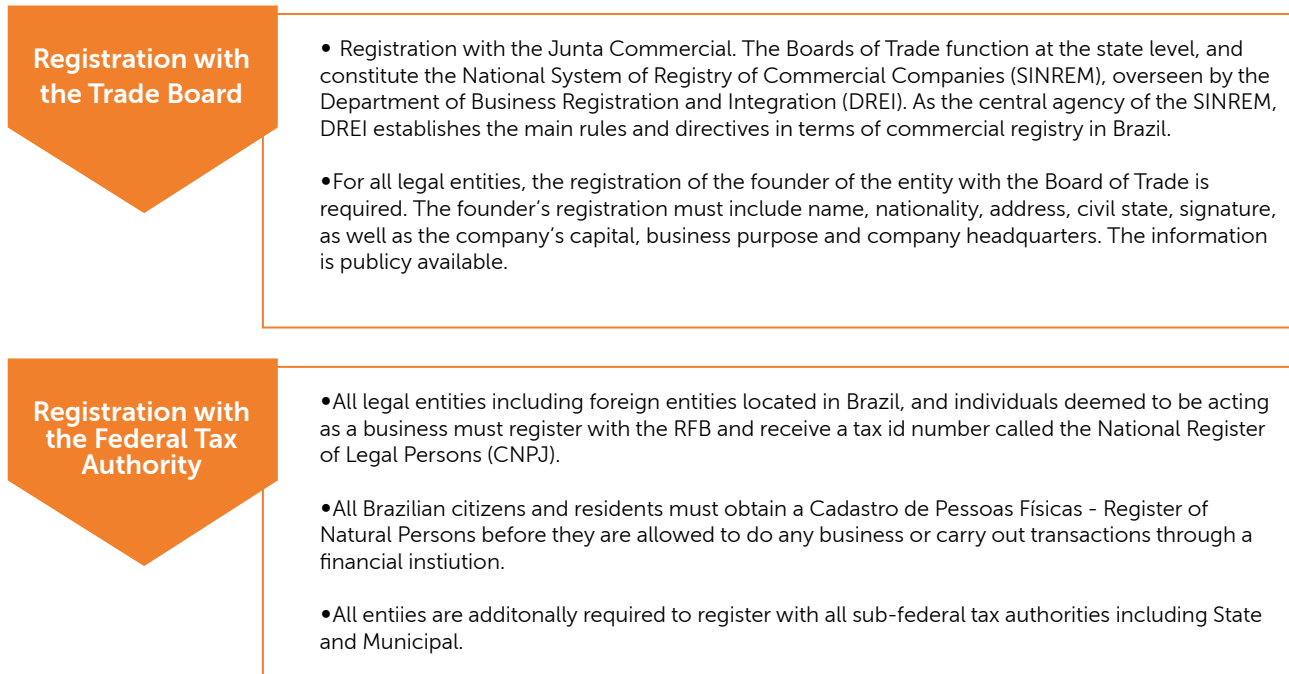 Registration with
the Trade Board
• Registration with the Junta Commercial. The Boards of Trade function at the state level, and
constitute the National System of Registry of Commercial Companies (SINREM), overseen by the
Department of Business Registration and Integration (DREI). As the central agency of the SINREM,
DREI establishes the main rules and directives in terms of commercial registry in Brazil.
•For all legal entities, the registration of the founder of the entity with the Board of Trade is
required. The founder's registration must include name, nationality, address, civil state, signature,
as well as the company's capital, business purpose and company headquarters. The information
is publicy available.
Registration with
the Federal Tax
Authority
•All legal entities including foreign entities located in Brazil, and individuals deemed to be acting
as a business must register with the RFB and receive a tax id number called the National Register
of Legal Persons (CNPJ).
•All Brazilian citizens and residents must obtain a Cadastro de Pessoas Físicas - Register of
Natural Persons before they are allowed to do any business or carry out transactions through a
financial instiution.
•All entiies are additonally required to register with all sub-federal tax authorities including State
and Municipal.